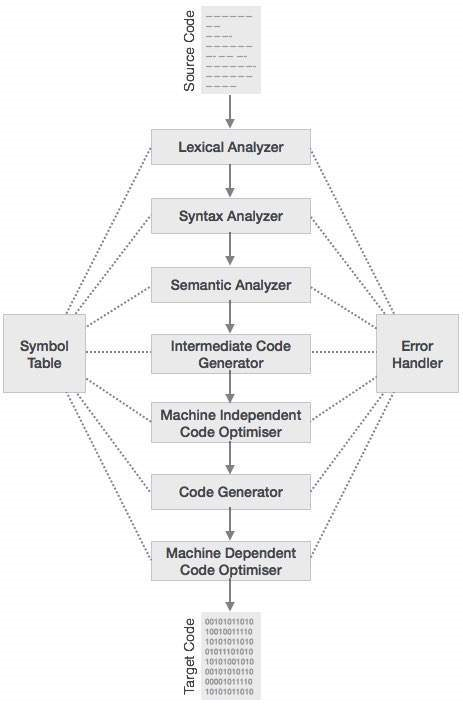 Source Code
Lexical Analyzer
Syntax Analyzer
Semantic Analyzer
Symbol
Table
Intermediate Code
Generator
Error
Handler
Machine Independent
Code Optimiser
Code Generator
Machine Dependent
Code Optimiser
Target Code
00101011010
10010011110
10101011010
01011101010
10101001010
00101010110
00001011110
10101011010